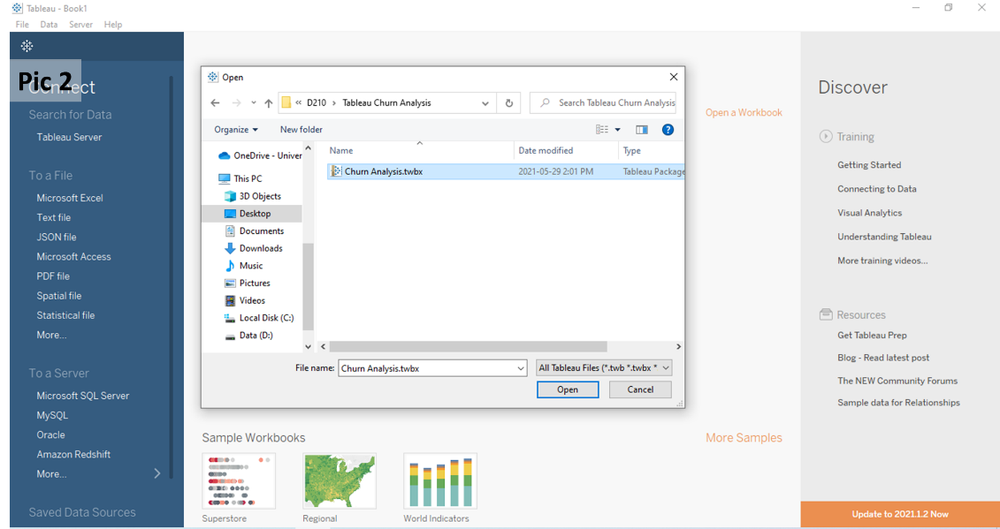 Tableau - Book1
File Data Server Help
Pic 2
Connect
Search for Data
Tableau Server
To a File
Microsoft Excel
Text file
JSON file
Microsoft Access
PDF file
Spatial file
Statistical file
More...
To a Server
Microsoft SQL Server
MySQL
Oracle
Amazon Redshift
More...
Saved Data Sources
Open
« D210 › Tableau Churn Analysis
Search Tableau Churn Analysis
Organize
New folder
OneDrive - Univer
This PC
3D Objects
Desktop
Documents
Downloads
Music
Pictures
Videos
Local Disk (C:)
Data (D:)
Name Date modified Type
Churn Analysis.twbx 2021-05-29 2:01 PM Tableau Package
File name: Churn Analysis.twbx
All Tableau Files (*.twb *.twbx *
Open
Cancel
Open a Workbook
Sample Workbooks
More Samples
Superstore
Regional
World Indicators
Discover
Training
Getting Started
Connecting to Data
Visual Analytics
Understanding Tableau
More training videos...
Resources
Get Tableau Prep
Blog - Read latest post
The NEW Community Forums
Sample data for Relationships
Update to 2021.1.2 Now